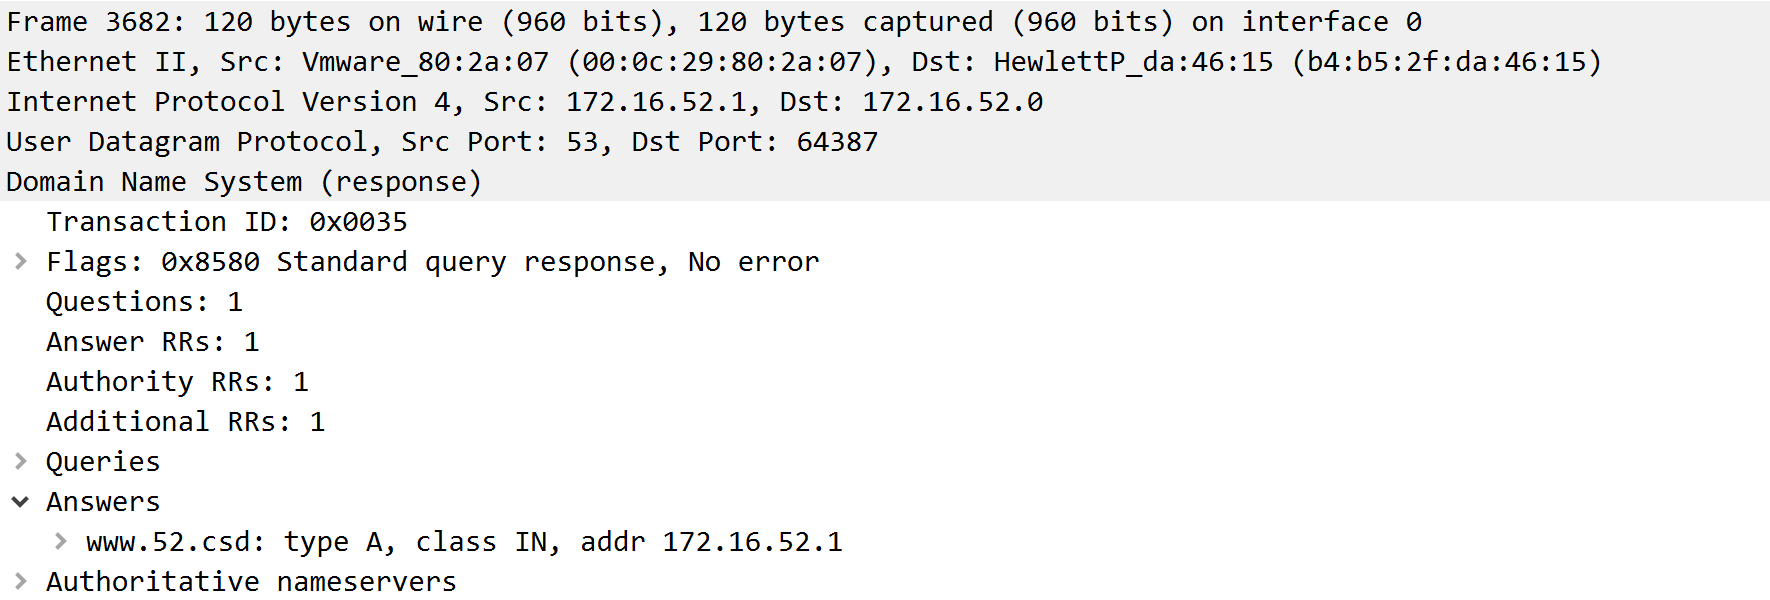 Frame 3682: 120 bytes on wire (960 bits), 120 bytes captured (960 bits) on interface 0
Ethernet II, Src: Vmware_80:2a:07 (00:0c:29:80:2a:07), Dst: HewlettP_da:46:15 (b4:b5:2f:da:46:15)
Internet Protocol Version 4, Src: 172.16.52.1, Dst: 172.16.52.0
User Datagram Protocol, Src Port: 53, Dst Port: 64387
Domain Name System (response)
Transaction ID: 0x0035
Flags: 0x8580 Standard query response, No error
Questions: 1
Answer RRs: 1
Authority RRs: 1
Additional RRs: 1
Queries
Answers
www.52.csd: type A, class IN, addr 172.16.52.1
Authoritative nameservers